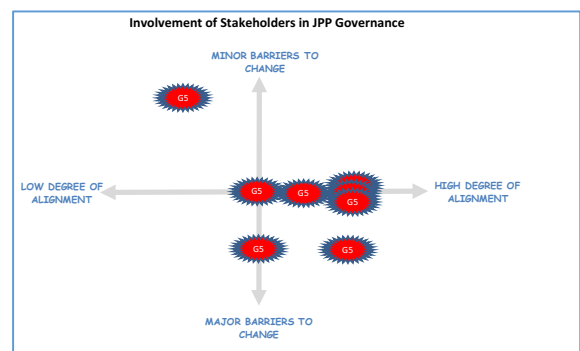 Involvement of Stakeholders in JPP Governance
MINOR BARRIERS TO
CHANGE
G5
LOW DEGREE OF
ALIGNMENT
G5
G5
G5
HIGH DEGREE OF
ALIGNMENT
G5
G5
MAJOR BARRIERS TO
CHANGE